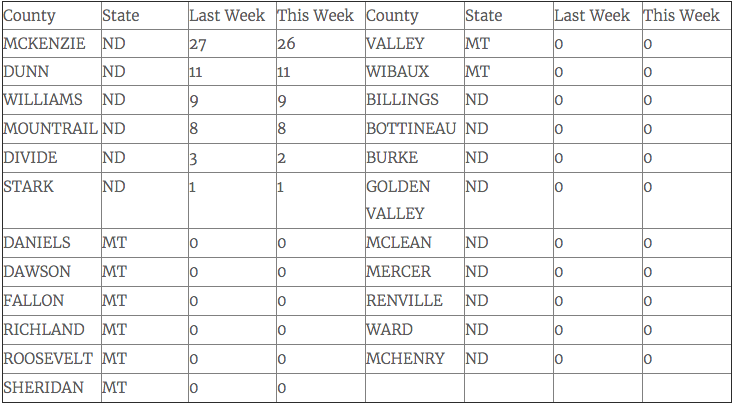 County State Last Week This Week County State Last Week This Week
MCKENZIE ND 27 26 VALLEY MT 0 0
DUNN ND 11 11 WIBAUX MT 0 0
WILLIAMS ND 9 9 BILLINGS ND 0 0
MOUNTRAIL ND 8 8 BOTTINEAU ND 0 0
DIVIDE ND 3 2 BURKE ND 0 0
STARK ND 1 1 GOLDEN ND 0 0
VALLEY
DANIELS MT 0 0 MCLEAN ND 0 0
DAWSON MT 0 0 MERCER ND 0 0
FALLON MT 0 0 RENVILLE ND 0 0
RICHLAND MT 0 0 WARD ND 0 0
ROOSEVELT MT 0 0 MCHENRY ND 0 0
SHERIDAN MT 0 0